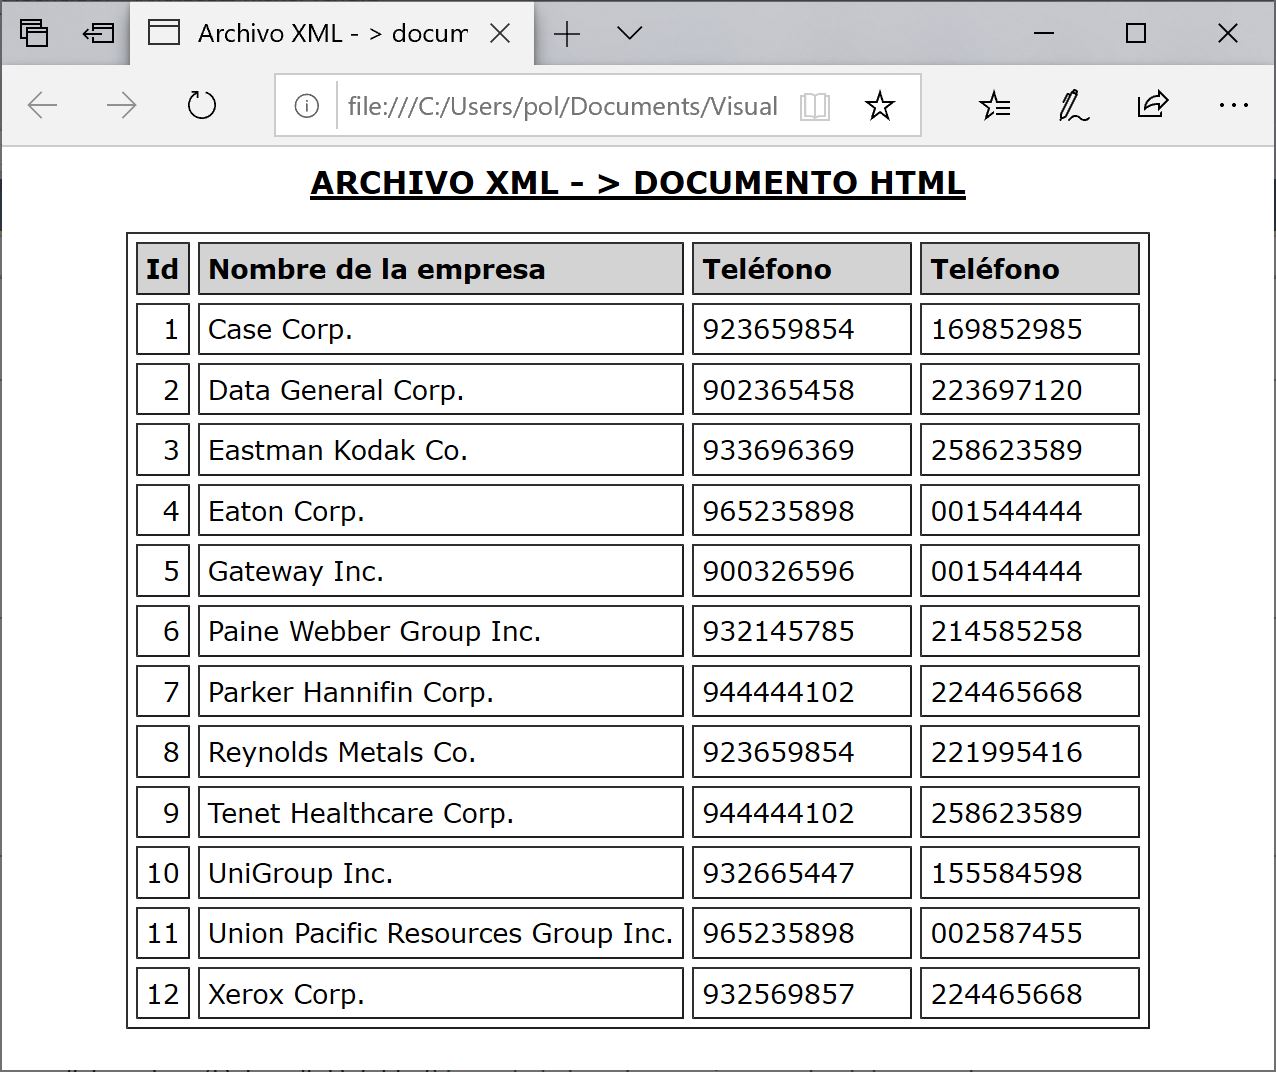 Archivo XML - > docum
file:///C:/Users/pol/Documents/Visual
ARCHIVO XML - > DOCUMENTO HTML
Id Nombre de la empresa Teléfono Teléfono
1 Case Corp. 923659854 169852985
2 Data General Corp. 902365458 223697120
3 Eastman Kodak Co. 933696369 258623589
4 Eaton Corp. 965235898 001544444
5 Gateway Inc. 900326596 001544444
6 Paine Webber Group Inc. 932145785 214585258
7 Parker Hannifin Corp. 944444102 224465668
8 Reynolds Metals Co. 923659854 221995416
9 Tenet Healthcare Corp. 944444102 258623589
10 UniGroup Inc. 932665447 155584598
11 Union Pacific Resources Group Inc. 965235898 002587455
12 Xerox Corp. 932569857 224465668